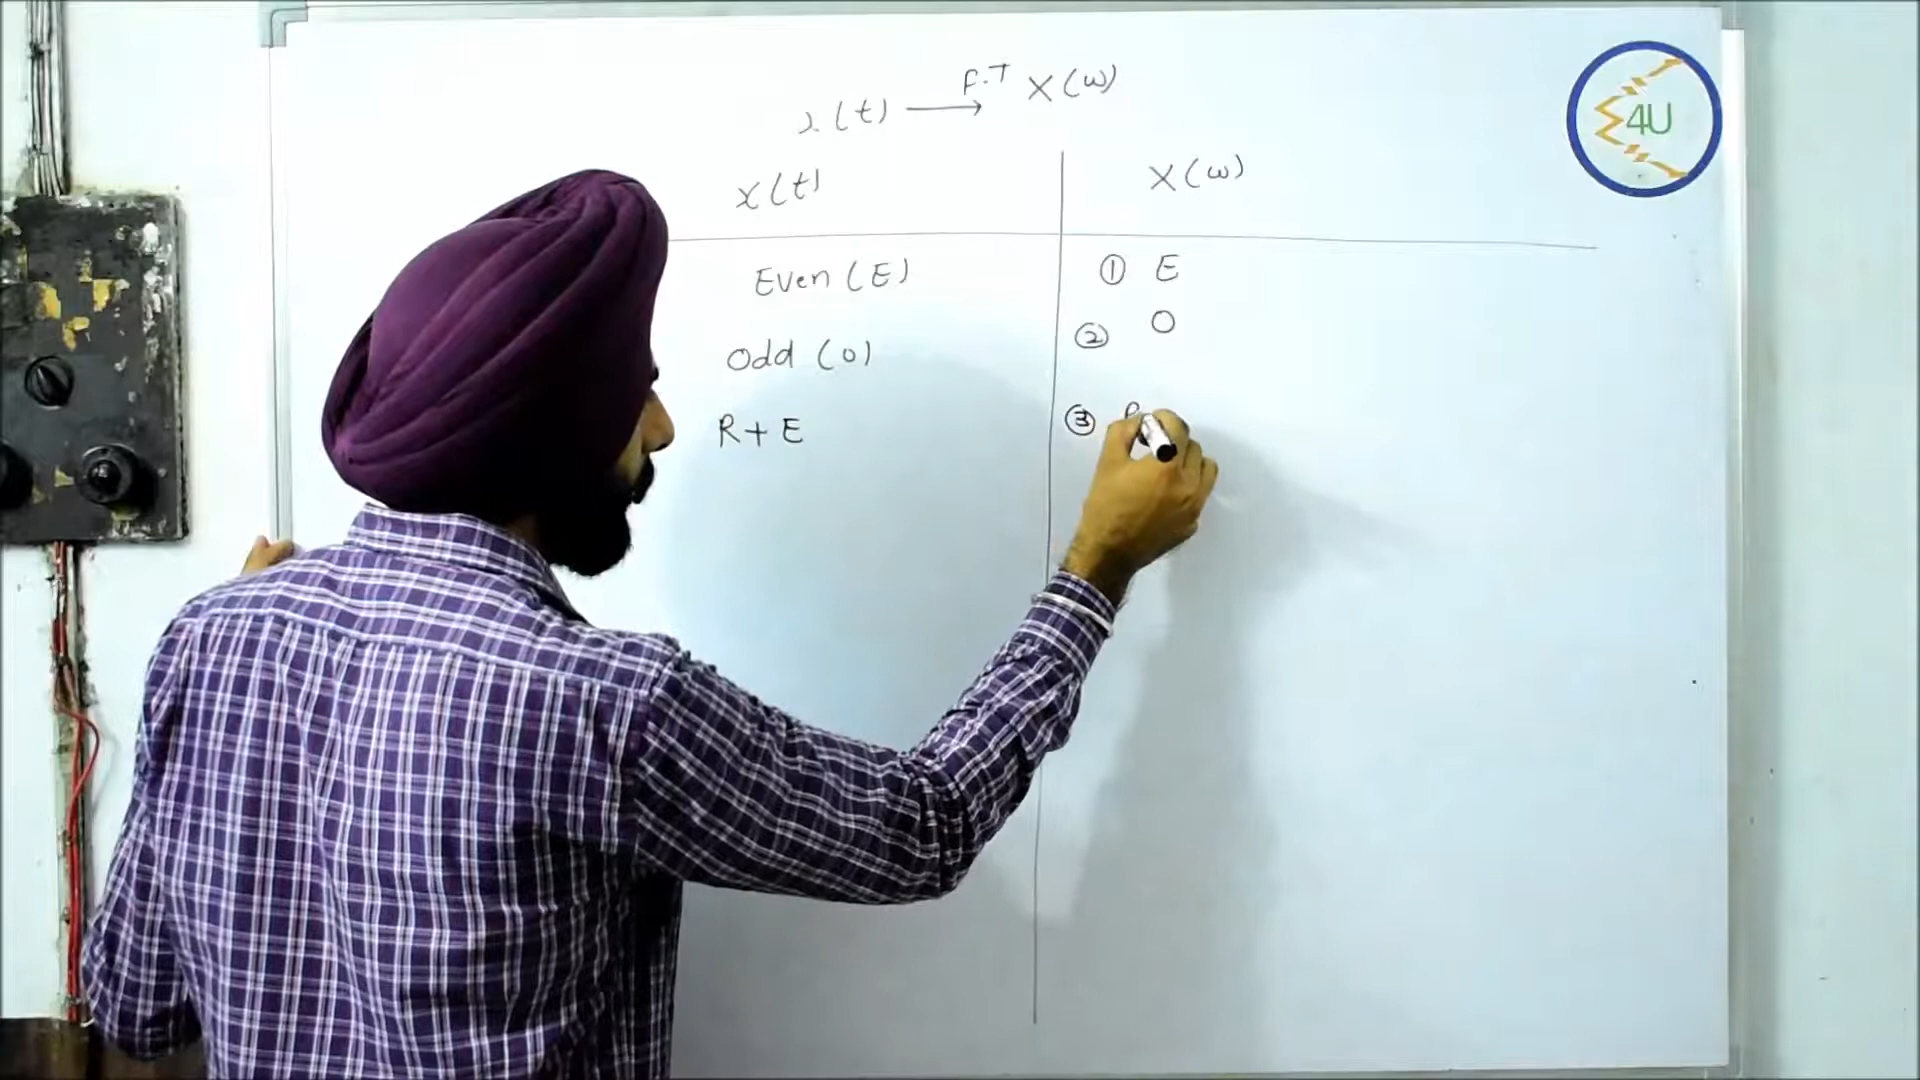 x(t) ⟶ F.T X(ω)
x(t) X(ω)
Even (E) ① E
Odd (O) ② O
R+E ③ R
4U